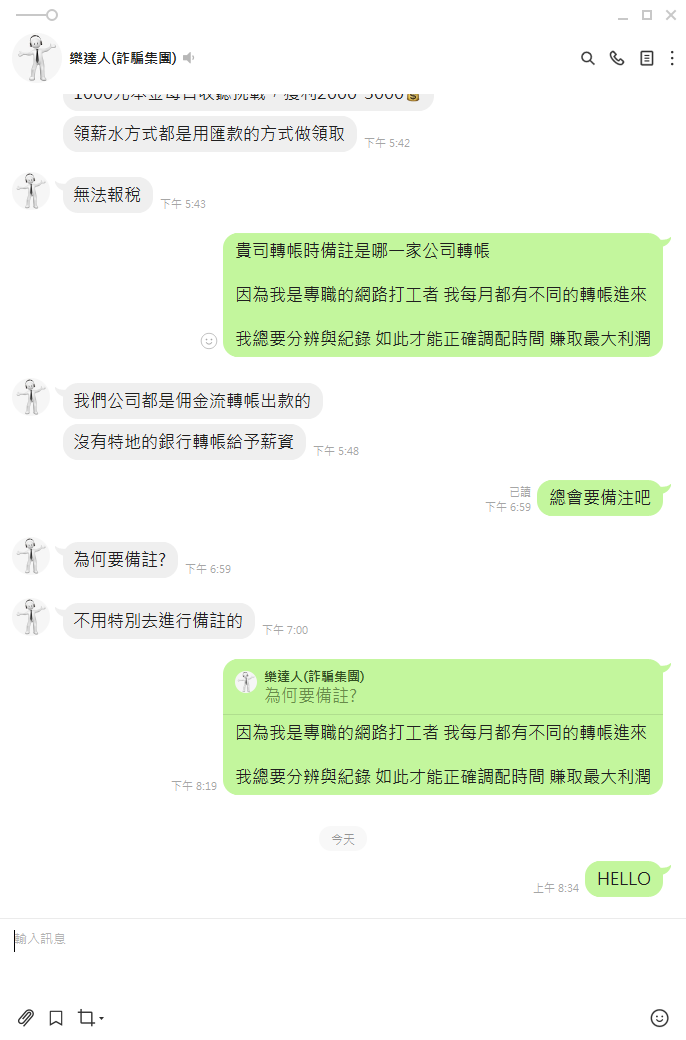 樂達人(詐騙集團)
1000元本金每日收聽挑戰，獲利2000-5000💰
領薪水方式都是用匯款的方式做領取
下午 5:42
無法報稅
下午 5:43
貴司轉帳時備註是哪一家公司轉帳
因為我是專職的網路打工者 我每月都有不同的轉帳進來
我總要分辨與紀錄 如此才能正確調配時間 賺取最大利潤
我們公司都是佣金流轉帳出款的
沒有特地的銀行轉帳給予薪資
下午 5:48
已讀
下午 6:59
總會要備注吧
為何要備註?
下午 6:59
不用特別去進行備註的
下午 7:00
樂達人(詐騙集團)
為何要備註?
因為我是專職的網路打工者 我每月都有不同的轉帳進來
我總要分辨與紀錄 如此才能正確調配時間 賺取最大利潤
下午 8:19
今天
HELLO
上午 8:34
輸入訊息